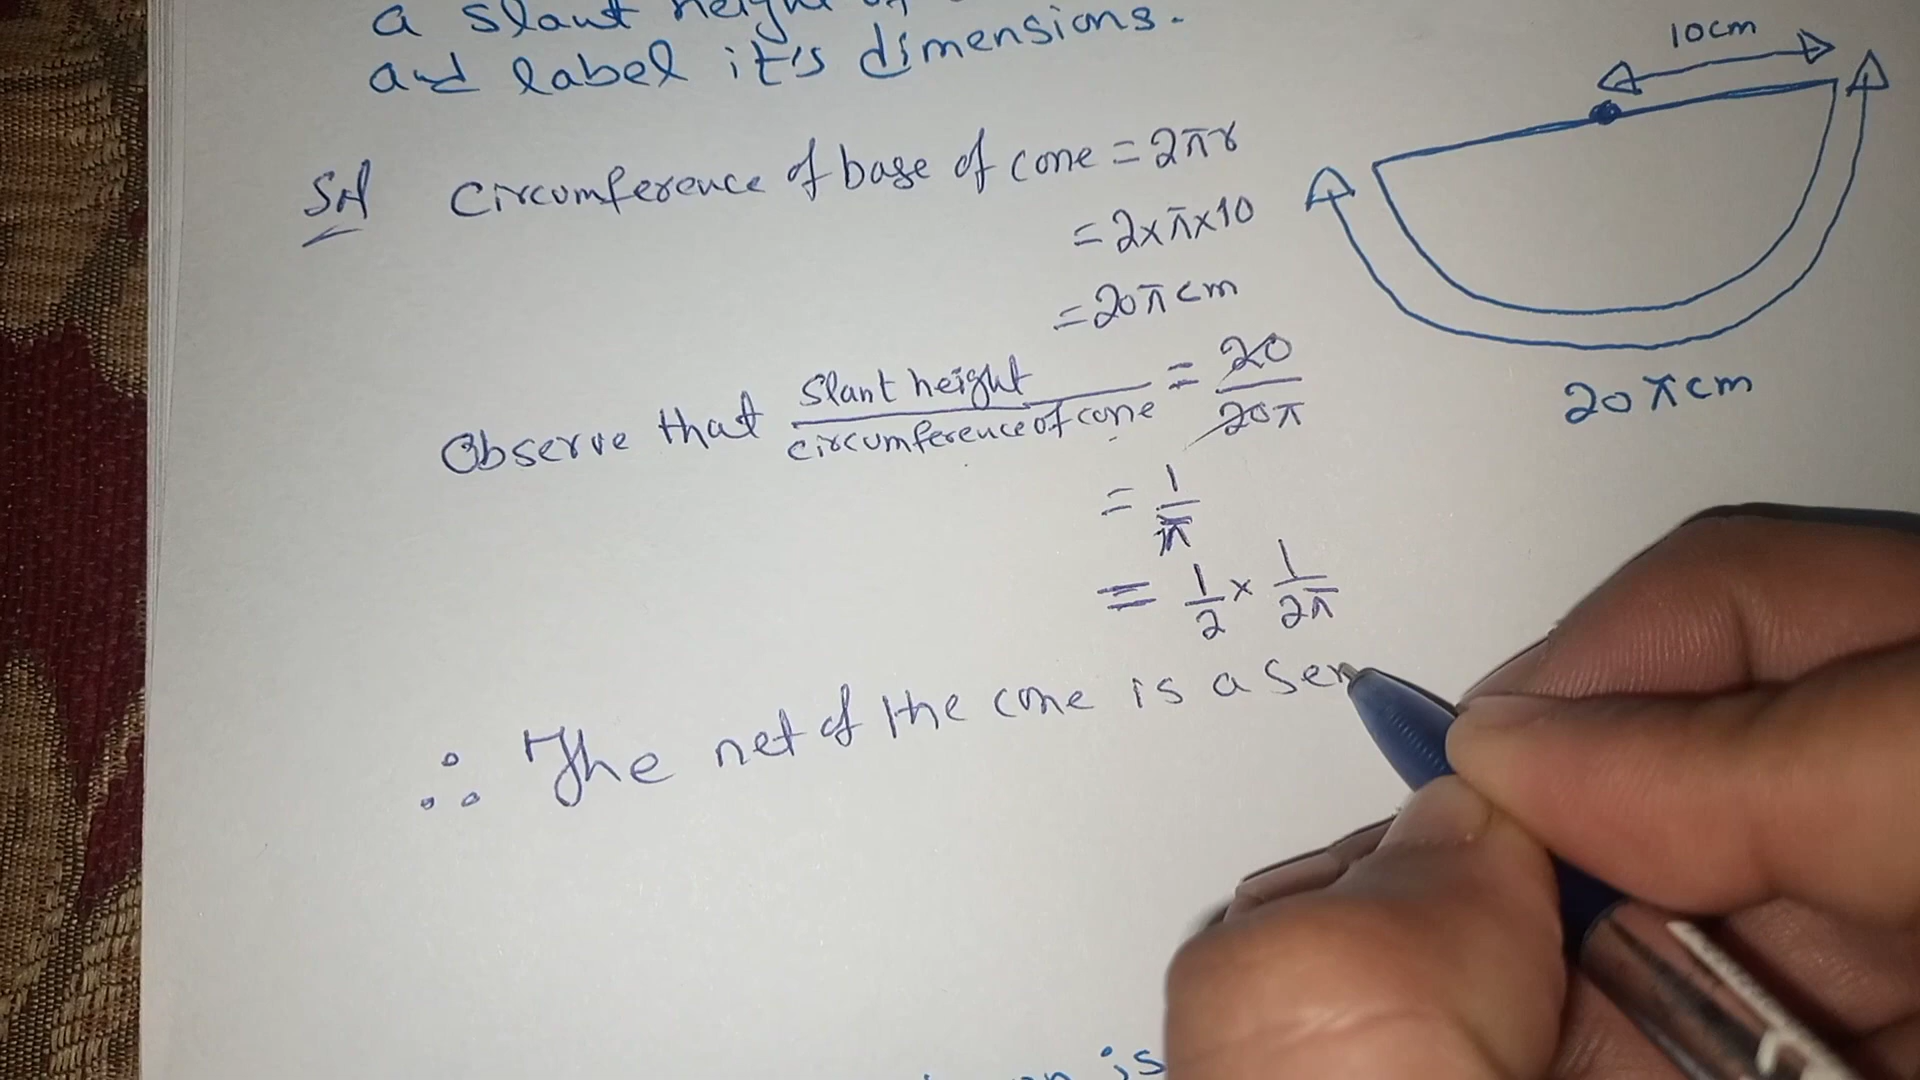 a slant height of
and label it's dimensions.
10cm
Sol Circumference of base of cone = 2πr
= 2×π×10
= 20π cm
20π cm
Observe that slant height / circumference of cone = 20 / 20π
= 1/π
= 1/2 × 1/2π
∴ The net of the cone is a Sem
is